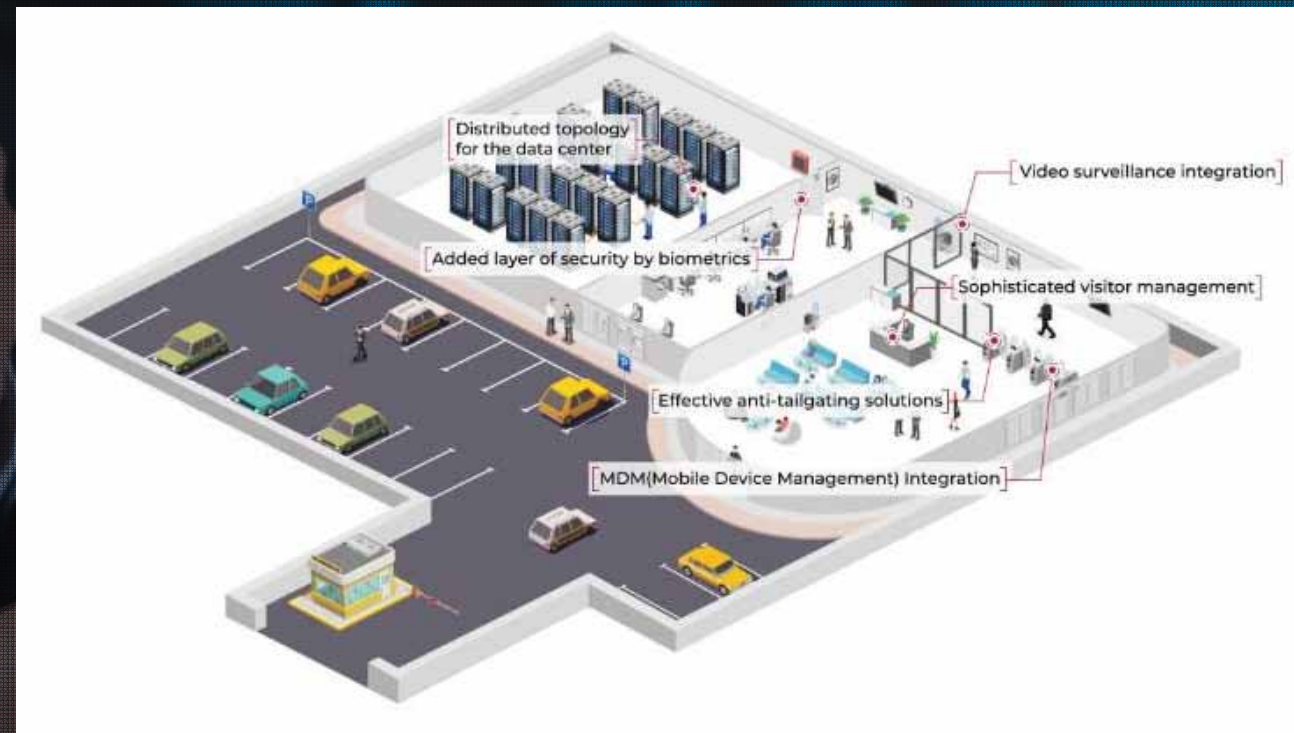 Distributed topology
for the data center
Video surveillance integration
Added layer of security by biometrics
Sophisticated visitor management
Effective anti-tailgating solutions
MDM(Mobile Device Management) Integration
P
P